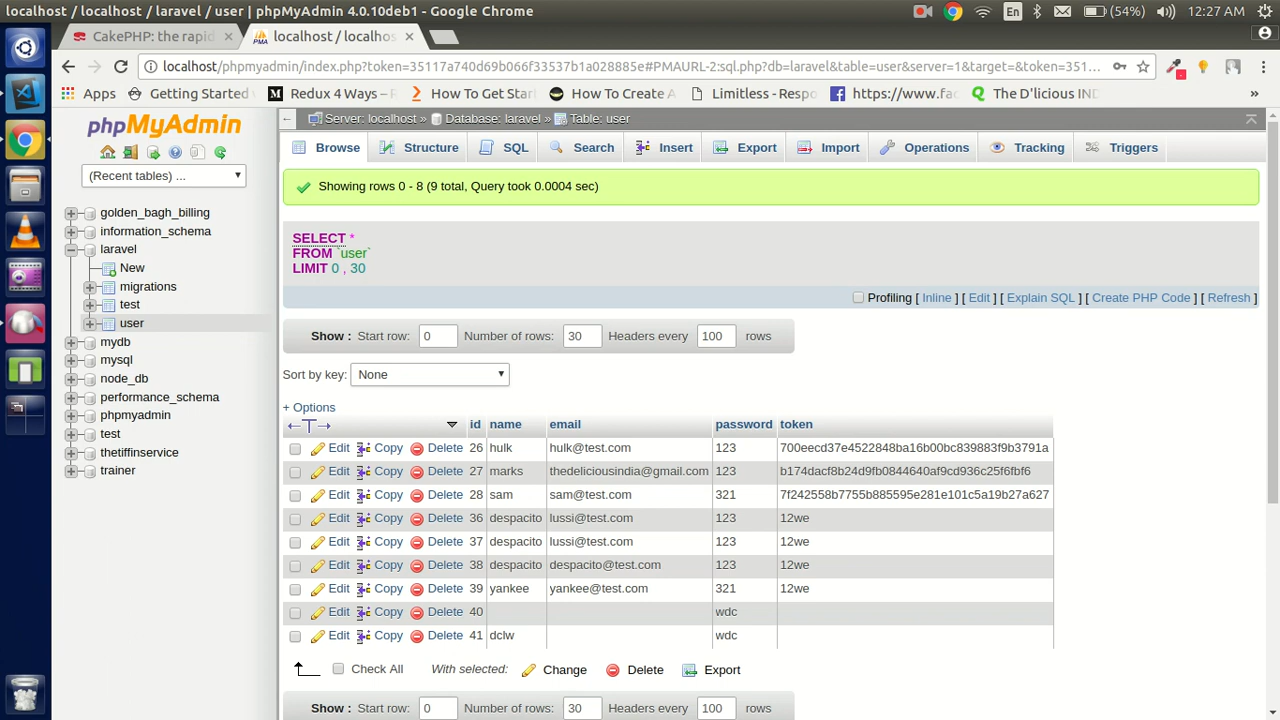 localhost / localhost / laravel / user | phpMyAdmin 4.0.10deb1 - Google Chrome
En (54%) 12:27 AM
CakePHP: the rapid × localhost / localhos ×
localhost/phpmyadmin/index.php?token=35117a740d69b066f33537b1a028885e#PMAURL-2:sql.php?db=laravel&table=user&server=1&target=&token=351...
Apps Getting Started Redux 4 Ways – R How To Get Start How To Create A Limitless - Respo https://www.fac The D'licious IND »
phpMyAdmin
(Recent tables) ...
golden_bagh_billing
information_schema
laravel
New
migrations
test
user
mydb
mysql
node_db
performance_schema
phpmyadmin
test
thetiffinservice
trainer
Server: localhost » Database: laravel » Table: user
Browse Structure SQL Search Insert Export Import Operations Tracking Triggers
Showing rows 0 - 8 (9 total, Query took 0.0004 sec)
SELECT *
FROM `user`
LIMIT 0 , 30
Profiling [ Inline ] [ Edit ] [ Explain SQL ] [ Create PHP Code ] [ Refresh ]
Show : Start row: 0 Number of rows: 30 Headers every 100 rows
Sort by key: None
+ Options
←T→ id name email password token
Edit Copy Delete 26 hulk hulk@test.com 123 700eecd37e4522848ba16b00bc839883f9b3791a
Edit Copy Delete 27 marks thedeliciousindia@gmail.com 123 b174dacf8b24d9fb0844640af9cd936c25f6fbf6
Edit Copy Delete 28 sam sam@test.com 321 7f242558b7755b885595e281e101c5a19b27a627
Edit Copy Delete 36 despacito lussi@test.com 123 12we
Edit Copy Delete 37 despacito lussi@test.com 123 12we
Edit Copy Delete 38 despacito despacito@test.com 123 12we
Edit Copy Delete 39 yankee yankee@test.com 321 12we
Edit Copy Delete 40 wdc
Edit Copy Delete 41 dclw wdc
Check All With selected: Change Delete Export
Show : Start row: 0 Number of rows: 30 Headers every 100 rows